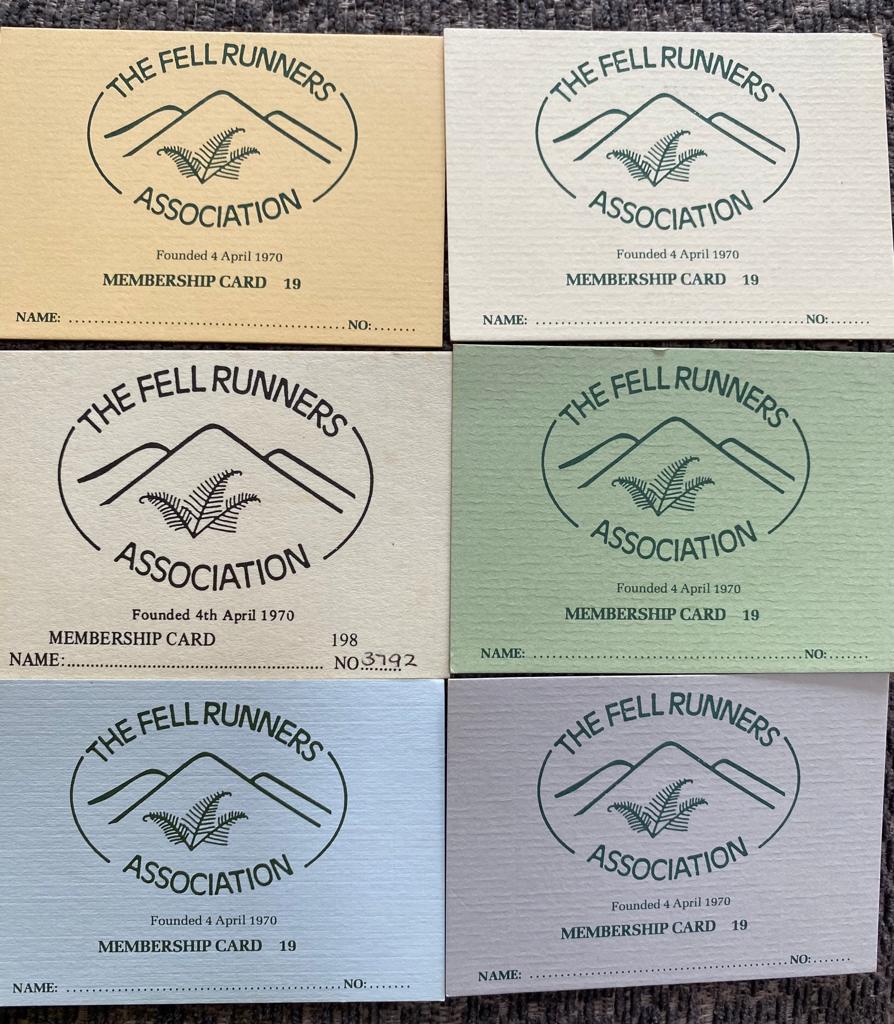 THE FELL RUNNERS
ASSOCIATION
Founded 4 April 1970
MEMBERSHIP CARD 19
NAME: ........................................... NO:.......
THE FELL RUNNERS
ASSOCIATION
Founded 4 April 1970
MEMBERSHIP CARD 19
NAME: ........................................... NO:.......
THE FELL RUNNERS
ASSOCIATION
Founded 4th April 1970
MEMBERSHIP CARD 198
NAME:........................................... NO 3792
THE FELL RUNNERS
ASSOCIATION
Founded 4 April 1970
MEMBERSHIP CARD 19
NAME: ........................................... NO:.......
THE FELL RUNNERS
ASSOCIATION
Founded 4 April 1970
MEMBERSHIP CARD 19
NAME: ........................................... NO:.......
THE FELL RUNNERS
ASSOCIATION
Founded 4 April 1970
MEMBERSHIP CARD 19
NAME: ........................................... NO:.......